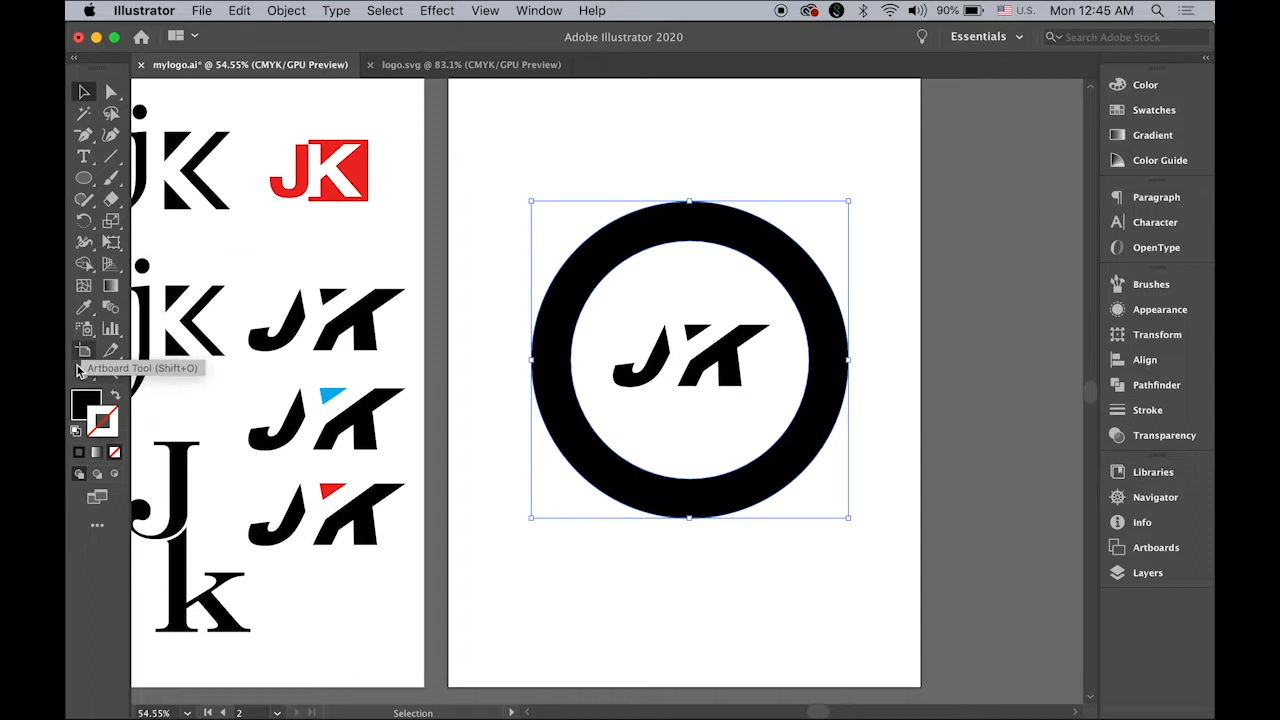 Illustrator File Edit Object Type Select Effect View Window Help 90% U.S. Mon 12:45 AM
Adobe Illustrator 2020 Essentials Search Adobe Stock
mylogo.ai* @ 54.55% (CMYK/GPU Preview) logo.svg @ 83.1% (CMYK/GPU Preview)
Color
Swatches
Gradient
Color Guide
Paragraph
Character
OpenType
Brushes
Appearance
Transform
Align
Pathfinder
Stroke
Transparency
Libraries
Navigator
Info
Artboards
Layers
jK
JK
jK
JK
JK
JK
Jk
JK
Artboard Tool (Shift+O)
54.55% 2 Selection